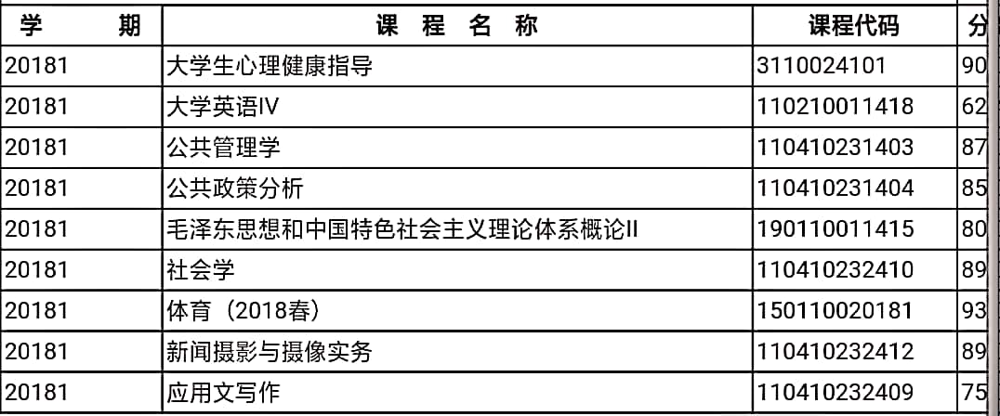 学 期 课 程 名 称 课程代码 分
20181 大学生心理健康指导 3110024101 90
20181 大学英语IV 110210011418 62
20181 公共管理学 110410231403 87
20181 公共政策分析 110410231404 85
20181 毛泽东思想和中国特色社会主义理论体系概论II 190110011415 80
20181 社会学 110410232410 89
20181 体育（2018春） 150110020181 93
20181 新闻摄影与摄像实务 110410232412 89
20181 应用文写作 110410232409 75